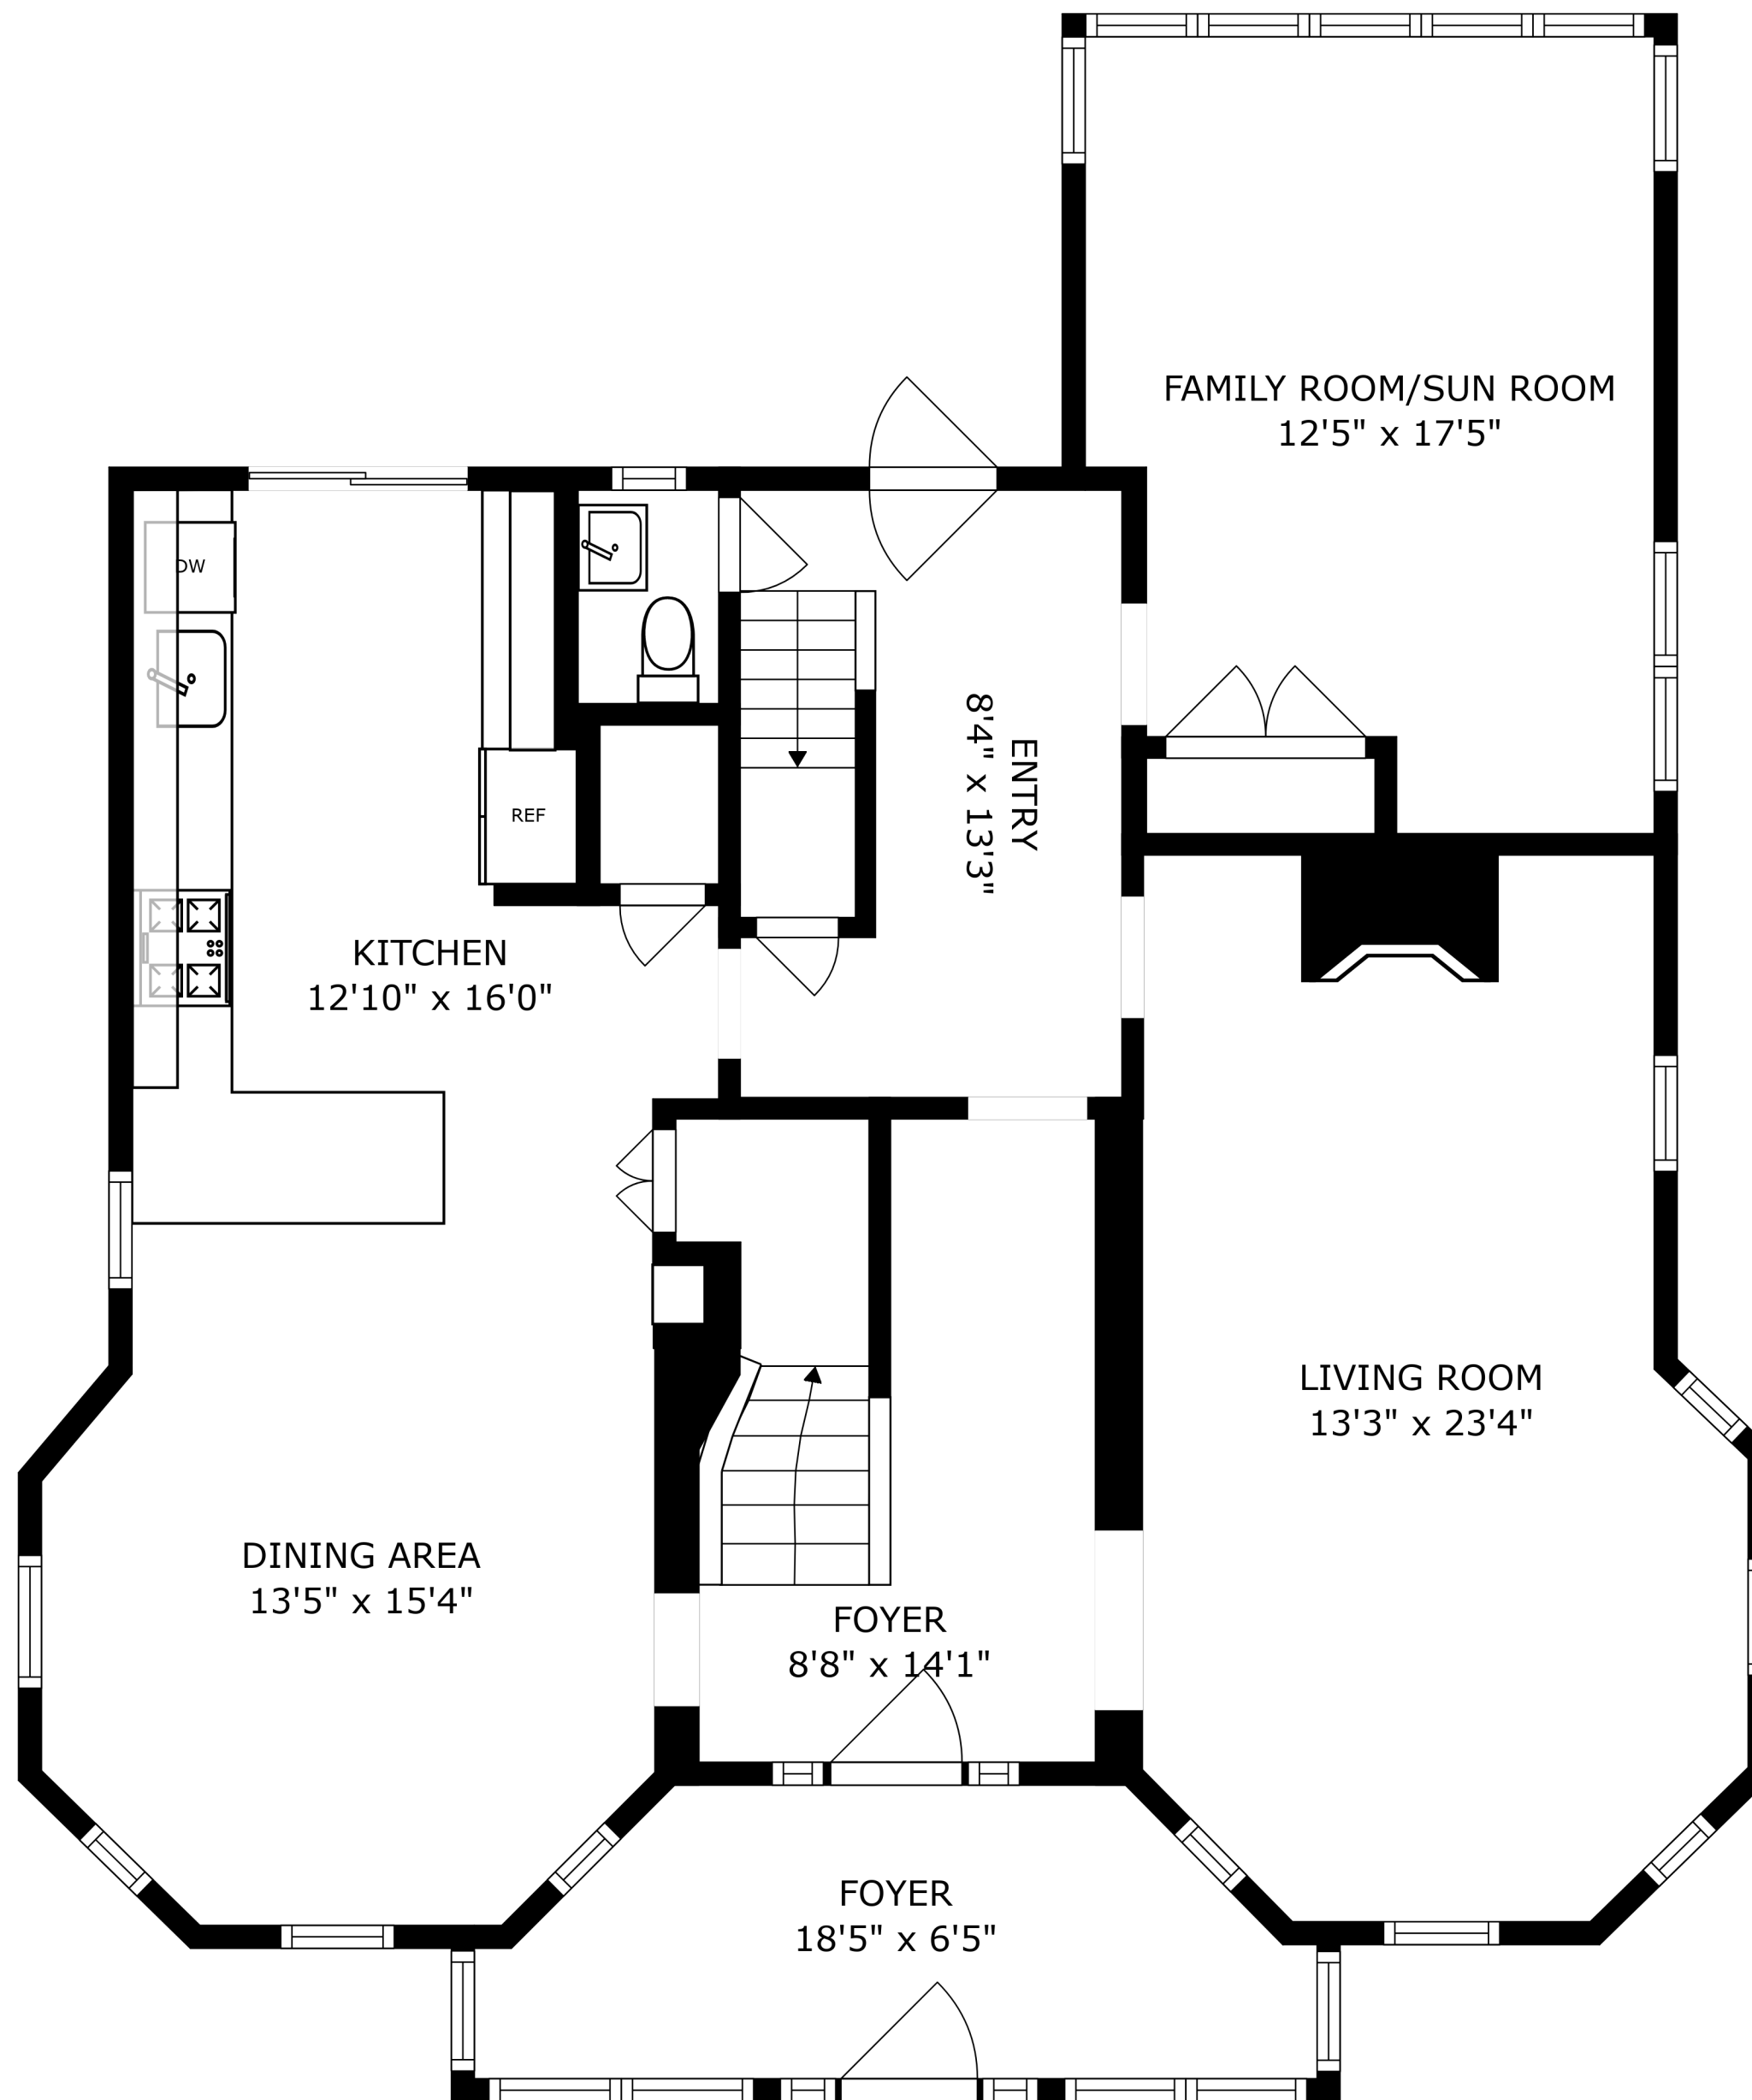 FAMILY ROOM/SUN ROOM
12'5" x 17'5"
DW
REF
ENTRY
8'4" x 13'3"
KITCHEN
12'10" x 16'0"
LIVING ROOM
13'3" x 23'4"
DINING AREA
13'5" x 15'4"
FOYER
8'8" x 14'1"
FOYER
18'5" x 6'5"